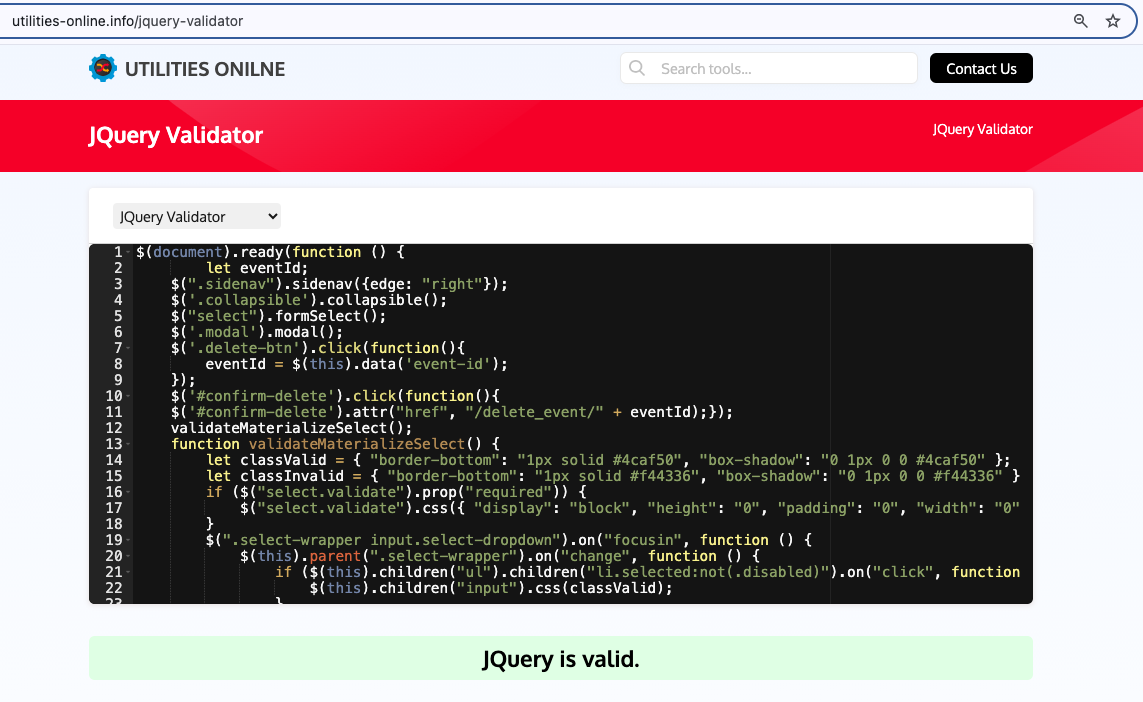 utilities-online.info/jquery-validator
UTILITIES ONILNE
Search tools...
Contact Us
JQuery Validator
JQuery Validator
JQuery Validator
1 $(document).ready(function () {
2 let eventId;
3 $(".sidenav").sidenav({edge: "right"});
4 $('.collapsible').collapsible();
5 $("select").formSelect();
6 $('.modal').modal();
7 $('.delete-btn').click(function(){
8 eventId = $(this).data('event-id');
9 });
10 $('#confirm-delete').click(function(){
11 $('#confirm-delete').attr("href", "/delete_event/" + eventId);});
12 validateMaterializeSelect();
13 function validateMaterializeSelect() {
14 let classValid = { "border-bottom": "1px solid #4caf50", "box-shadow": "0 1px 0 0 #4caf50" };
15 let classInvalid = { "border-bottom": "1px solid #f44336", "box-shadow": "0 1px 0 0 #f44336" }
16 if ($("select.validate").prop("required")) {
17 $("select.validate").css({ "display": "block", "height": "0", "padding": "0", "width": "0"
18 }
19 $(".select-wrapper input.select-dropdown").on("focusin", function () {
20 $(this).parent(".select-wrapper").on("change", function () {
21 if ($(this).children("ul").children("li.selected:not(.disabled)").on("click", function
22 $(this).children("input").css(classValid);
23 }
JQuery is valid.